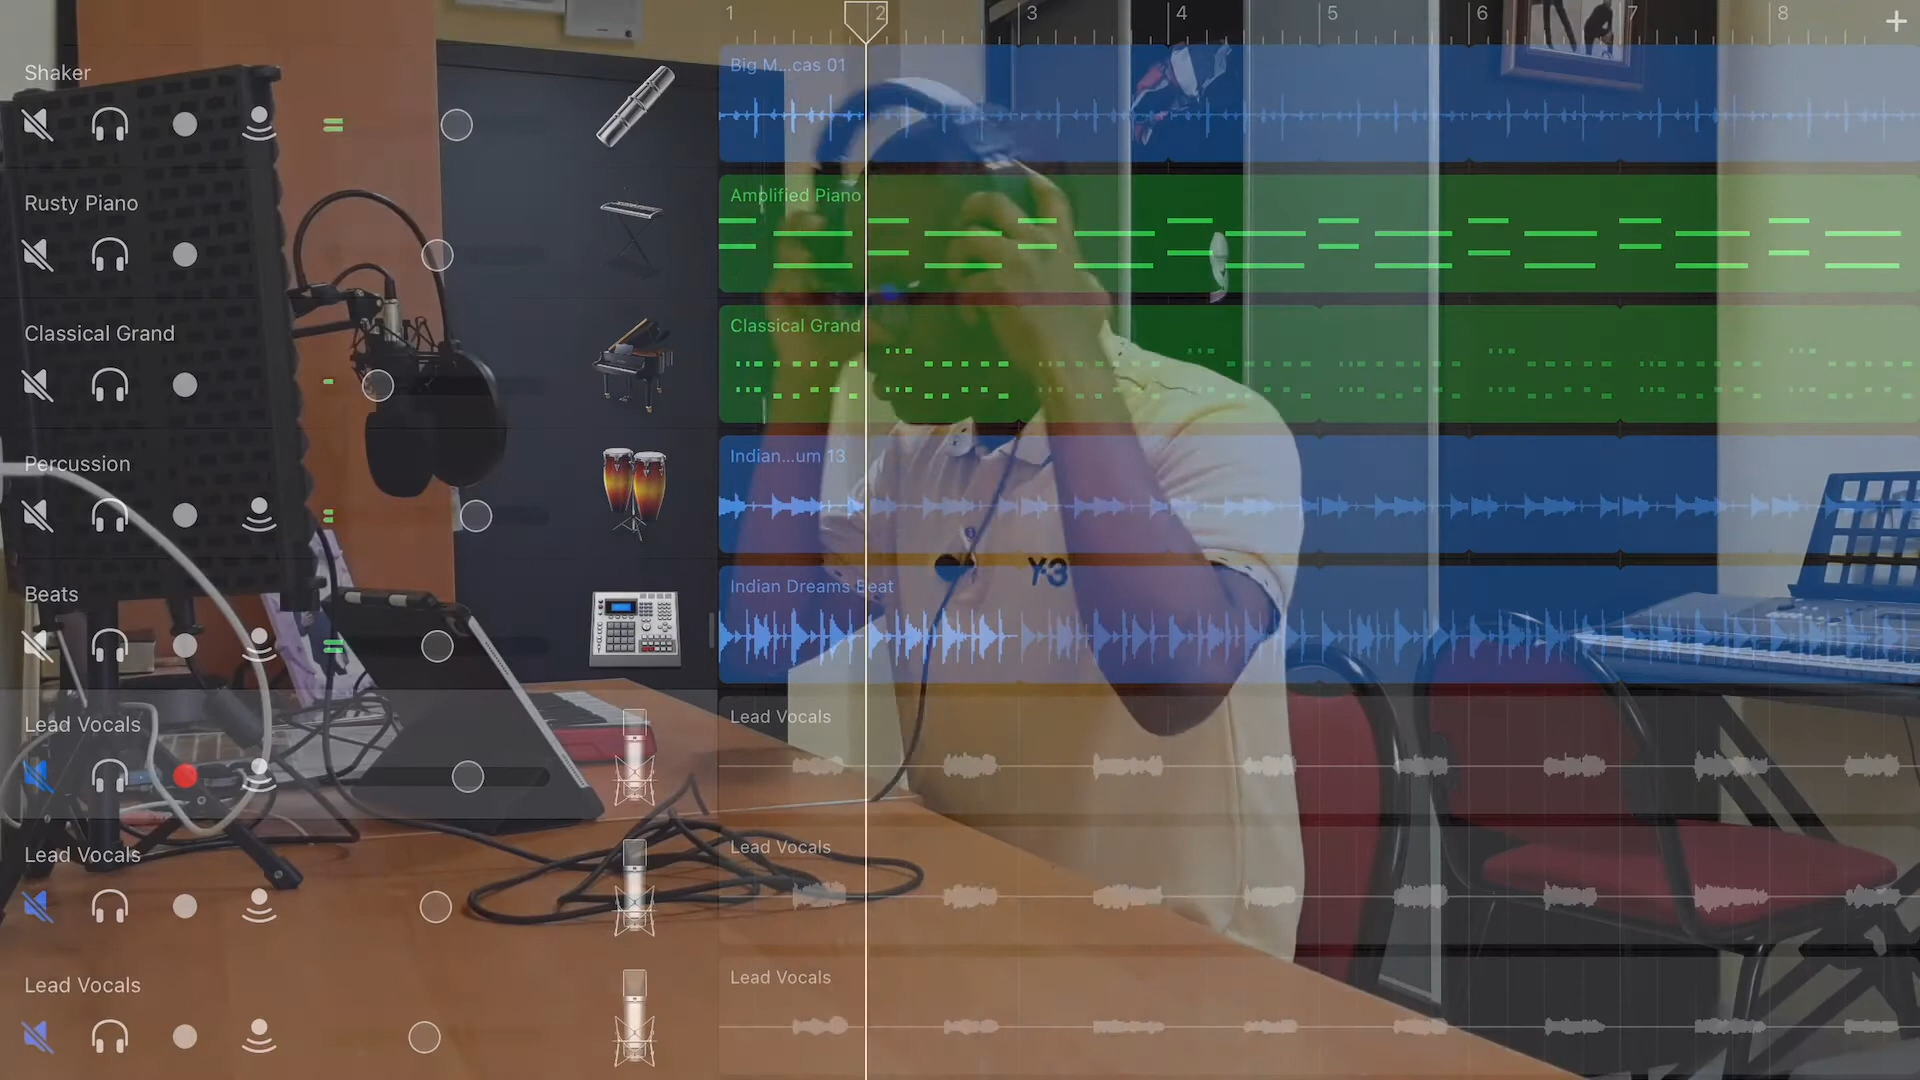 1 2 3 4 5 6 7 8
Shaker
Big M...cas 01
Rusty Piano
Amplified Piano
Classical Grand
Classical Grand
Percussion
Indian...um 13
Beats
Indian Dreams Beat
Y-3
Lead Vocals
Lead Vocals
Lead Vocals
Lead Vocals
Lead Vocals
Lead Vocals